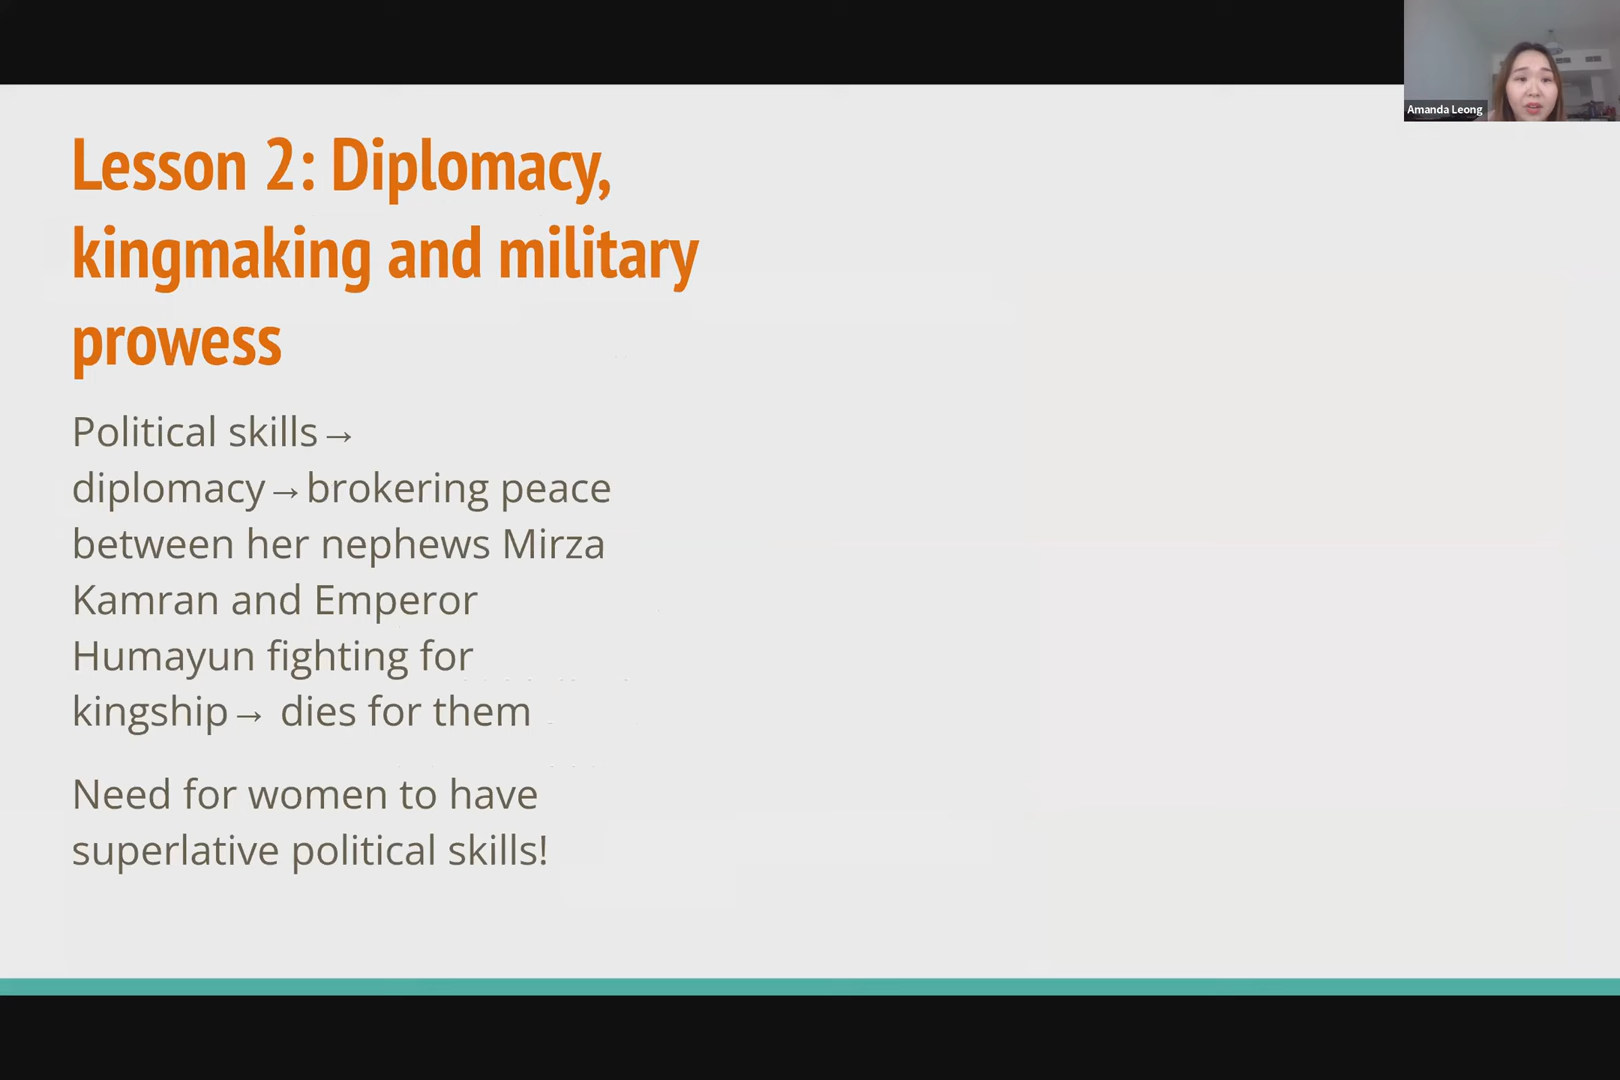 Amanda Leong
Lesson 2: Diplomacy,
kingmaking and military
prowess
Political skills→
diplomacy→brokering peace
between her nephews Mirza
Kamran and Emperor
Humayun fighting for
kingship→ dies for them
Need for women to have
superlative political skills!